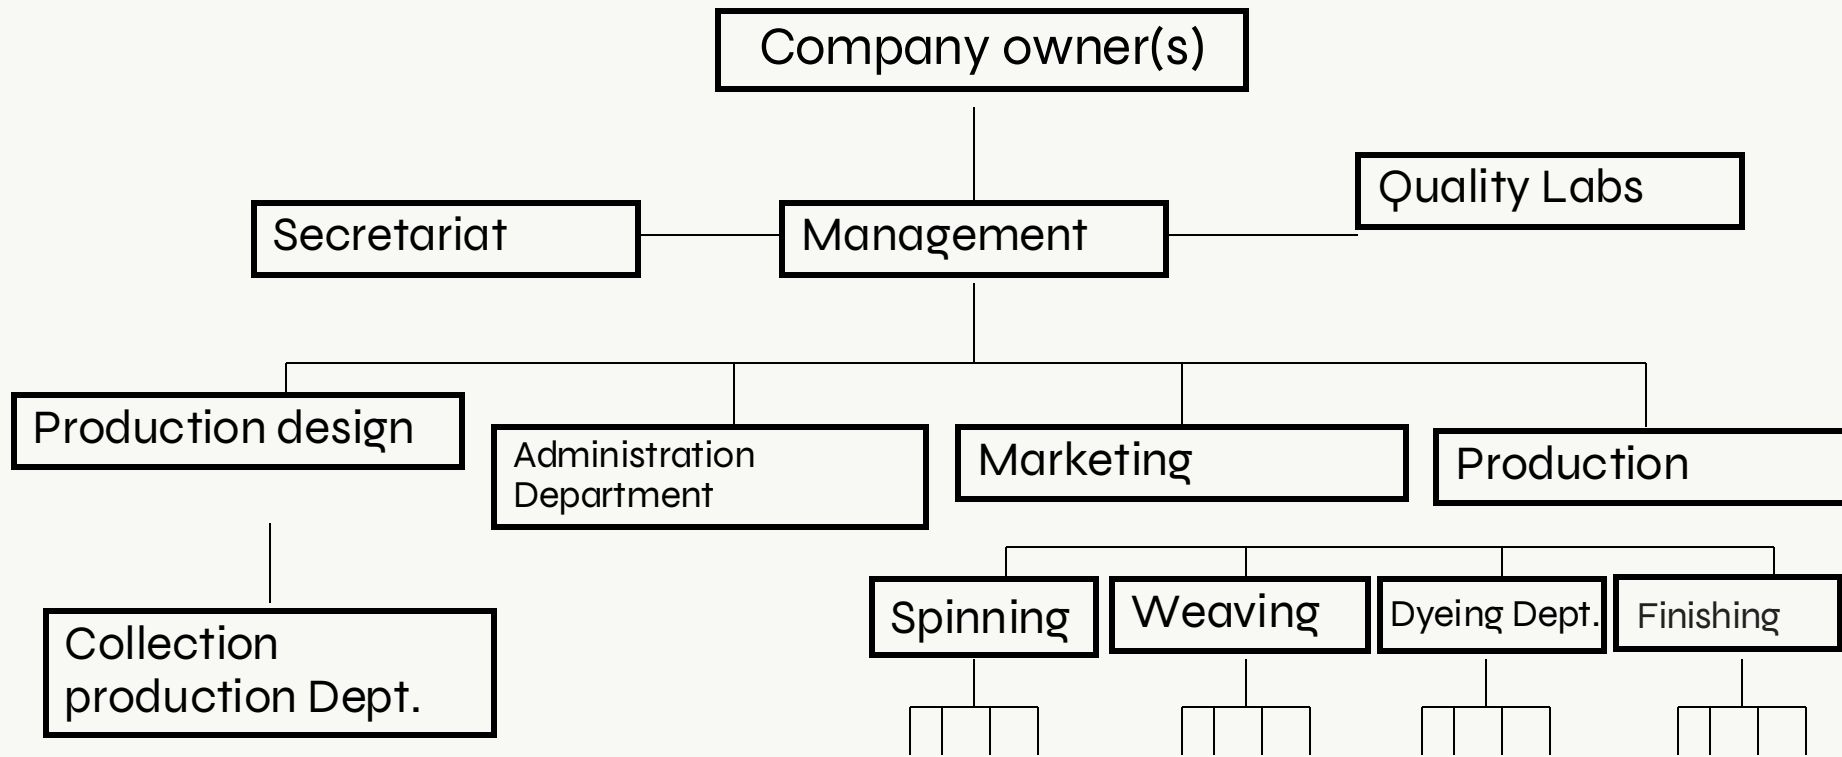 Company owner(s)
Quality Labs
Secretariat
Management
Production design
Administration
Department
Marketing
Production
Spinning
Weaving
Dyeing Dept.
Finishing
Collection
production Dept.